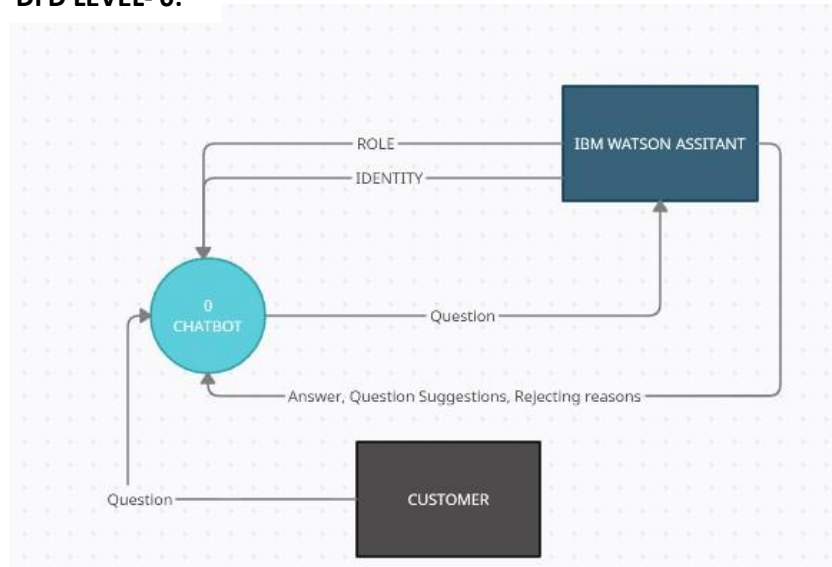 DFD LEVEL- 0:
ROLE
IBM WATSON ASSITANT
IDENTITY
0
CHATBOT
Question
Answer, Question Suggestions, Rejecting reasons
Question
CUSTOMER